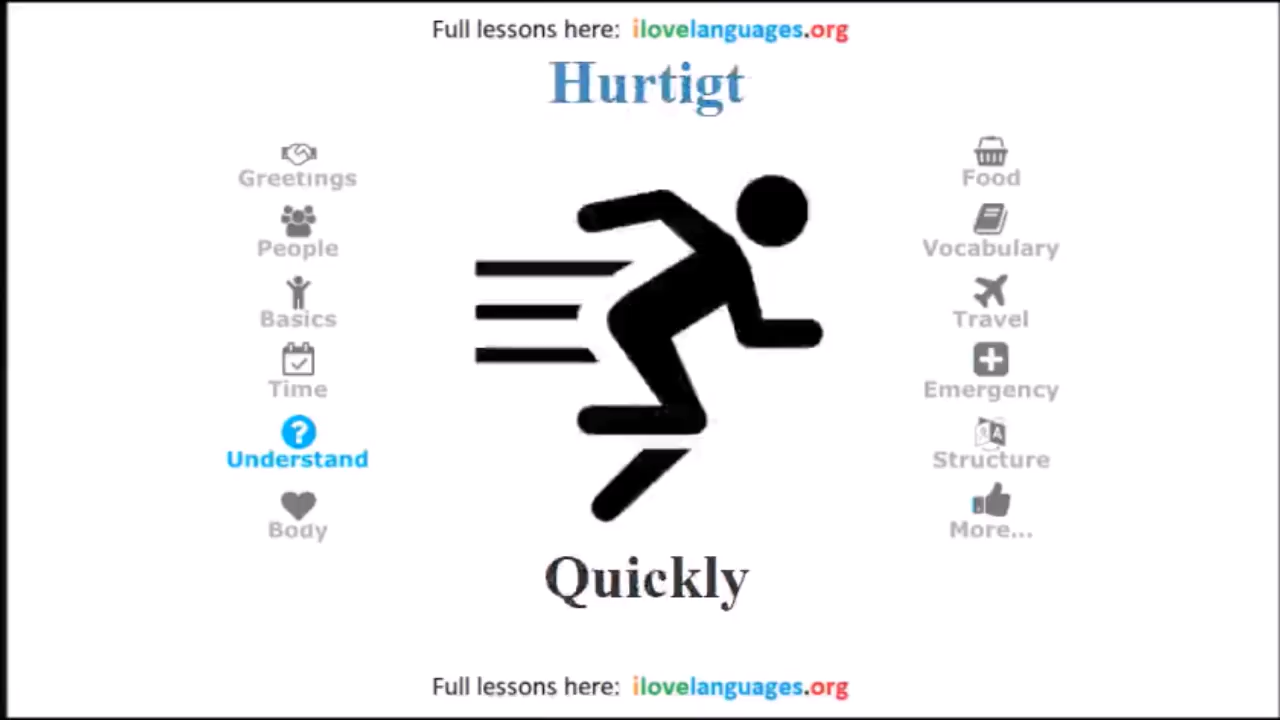 Full lessons here: ilovelanguages.org
Hurtigt
Greetings
People
Basics
Time
Understand
Body
Food
Vocabulary
Travel
Emergency
Structure
More...
Quickly
Full lessons here: ilovelanguages.org